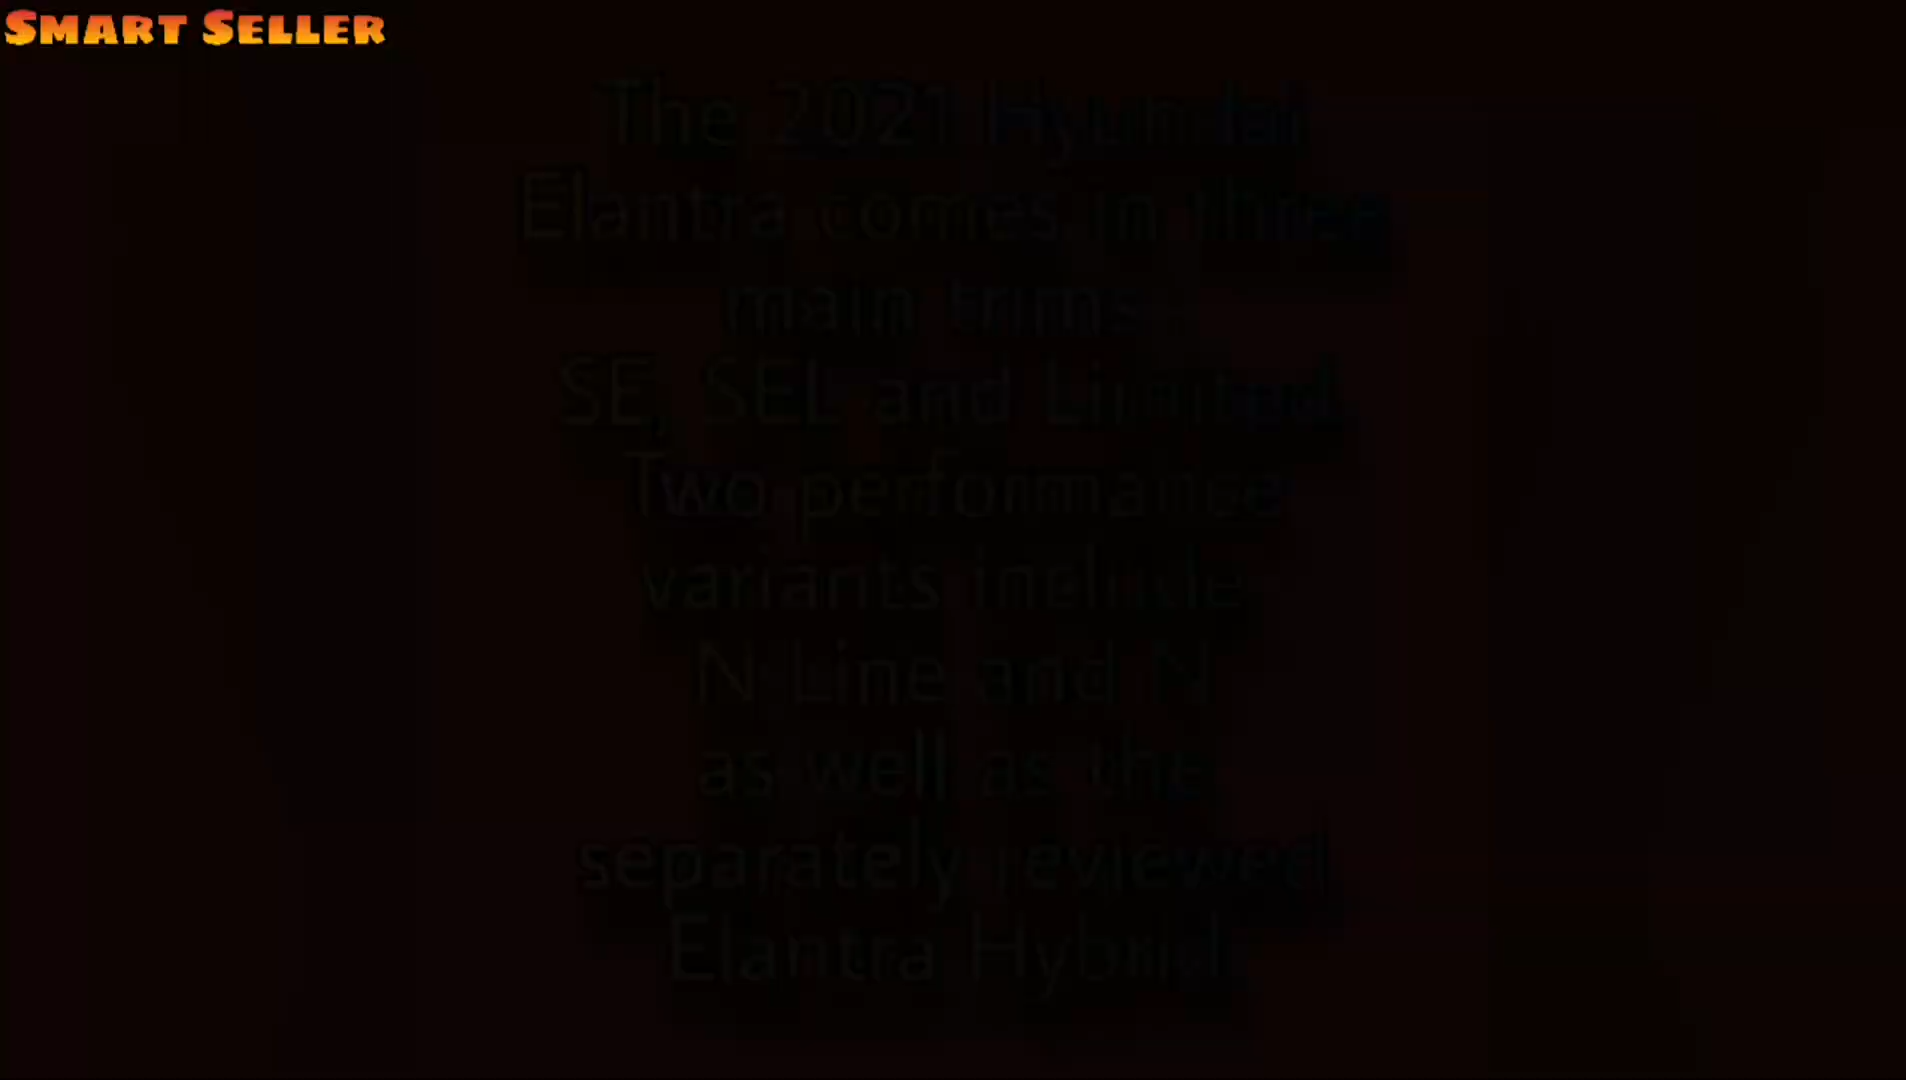 SMART SELLER
The 2021 Hyundai
Elantra comes in three
main trims -
SE, SEL and Limited
Two performance
variants include
N Line and N
as well as the
separately reviewed
Elantra Hybrid